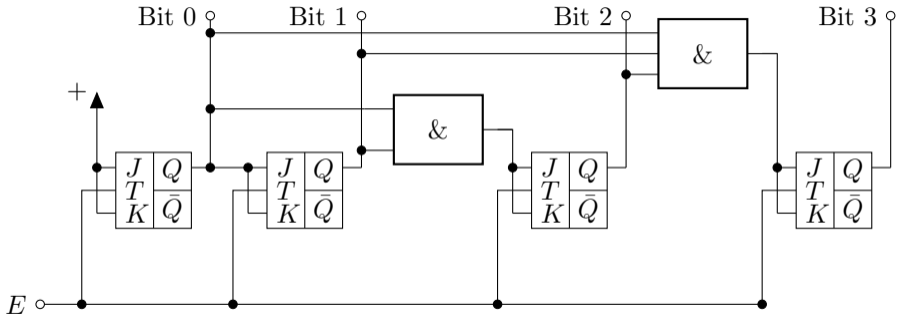 Bit 0
Bit 1
Bit 2
Bit 3
&
+
&
J Q
T
K Q̄
J Q
T
K Q̄
J Q
T
K Q̄
J Q
T
K Q̄
E